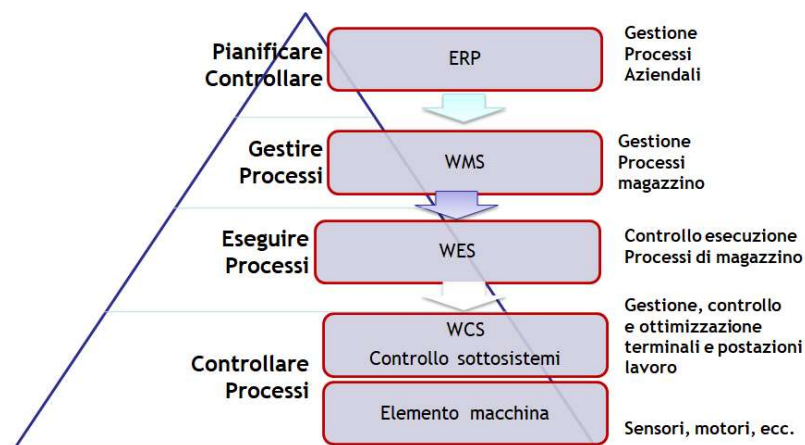 Pianificare
Controllare
ERP
Gestione
Processi
Aziendali
Gestire
Processi
WMS
Gestione
Processi
magazzino
Eseguire
Processi
WES
Controllo esecuzione
Processi di magazzino
Controllare
Processi
WCS
Controllo sottosistemi
Gestione, controllo
e ottimizzazione
terminali e postazioni
lavoro
Elemento macchina
Sensori, motori, ecc.